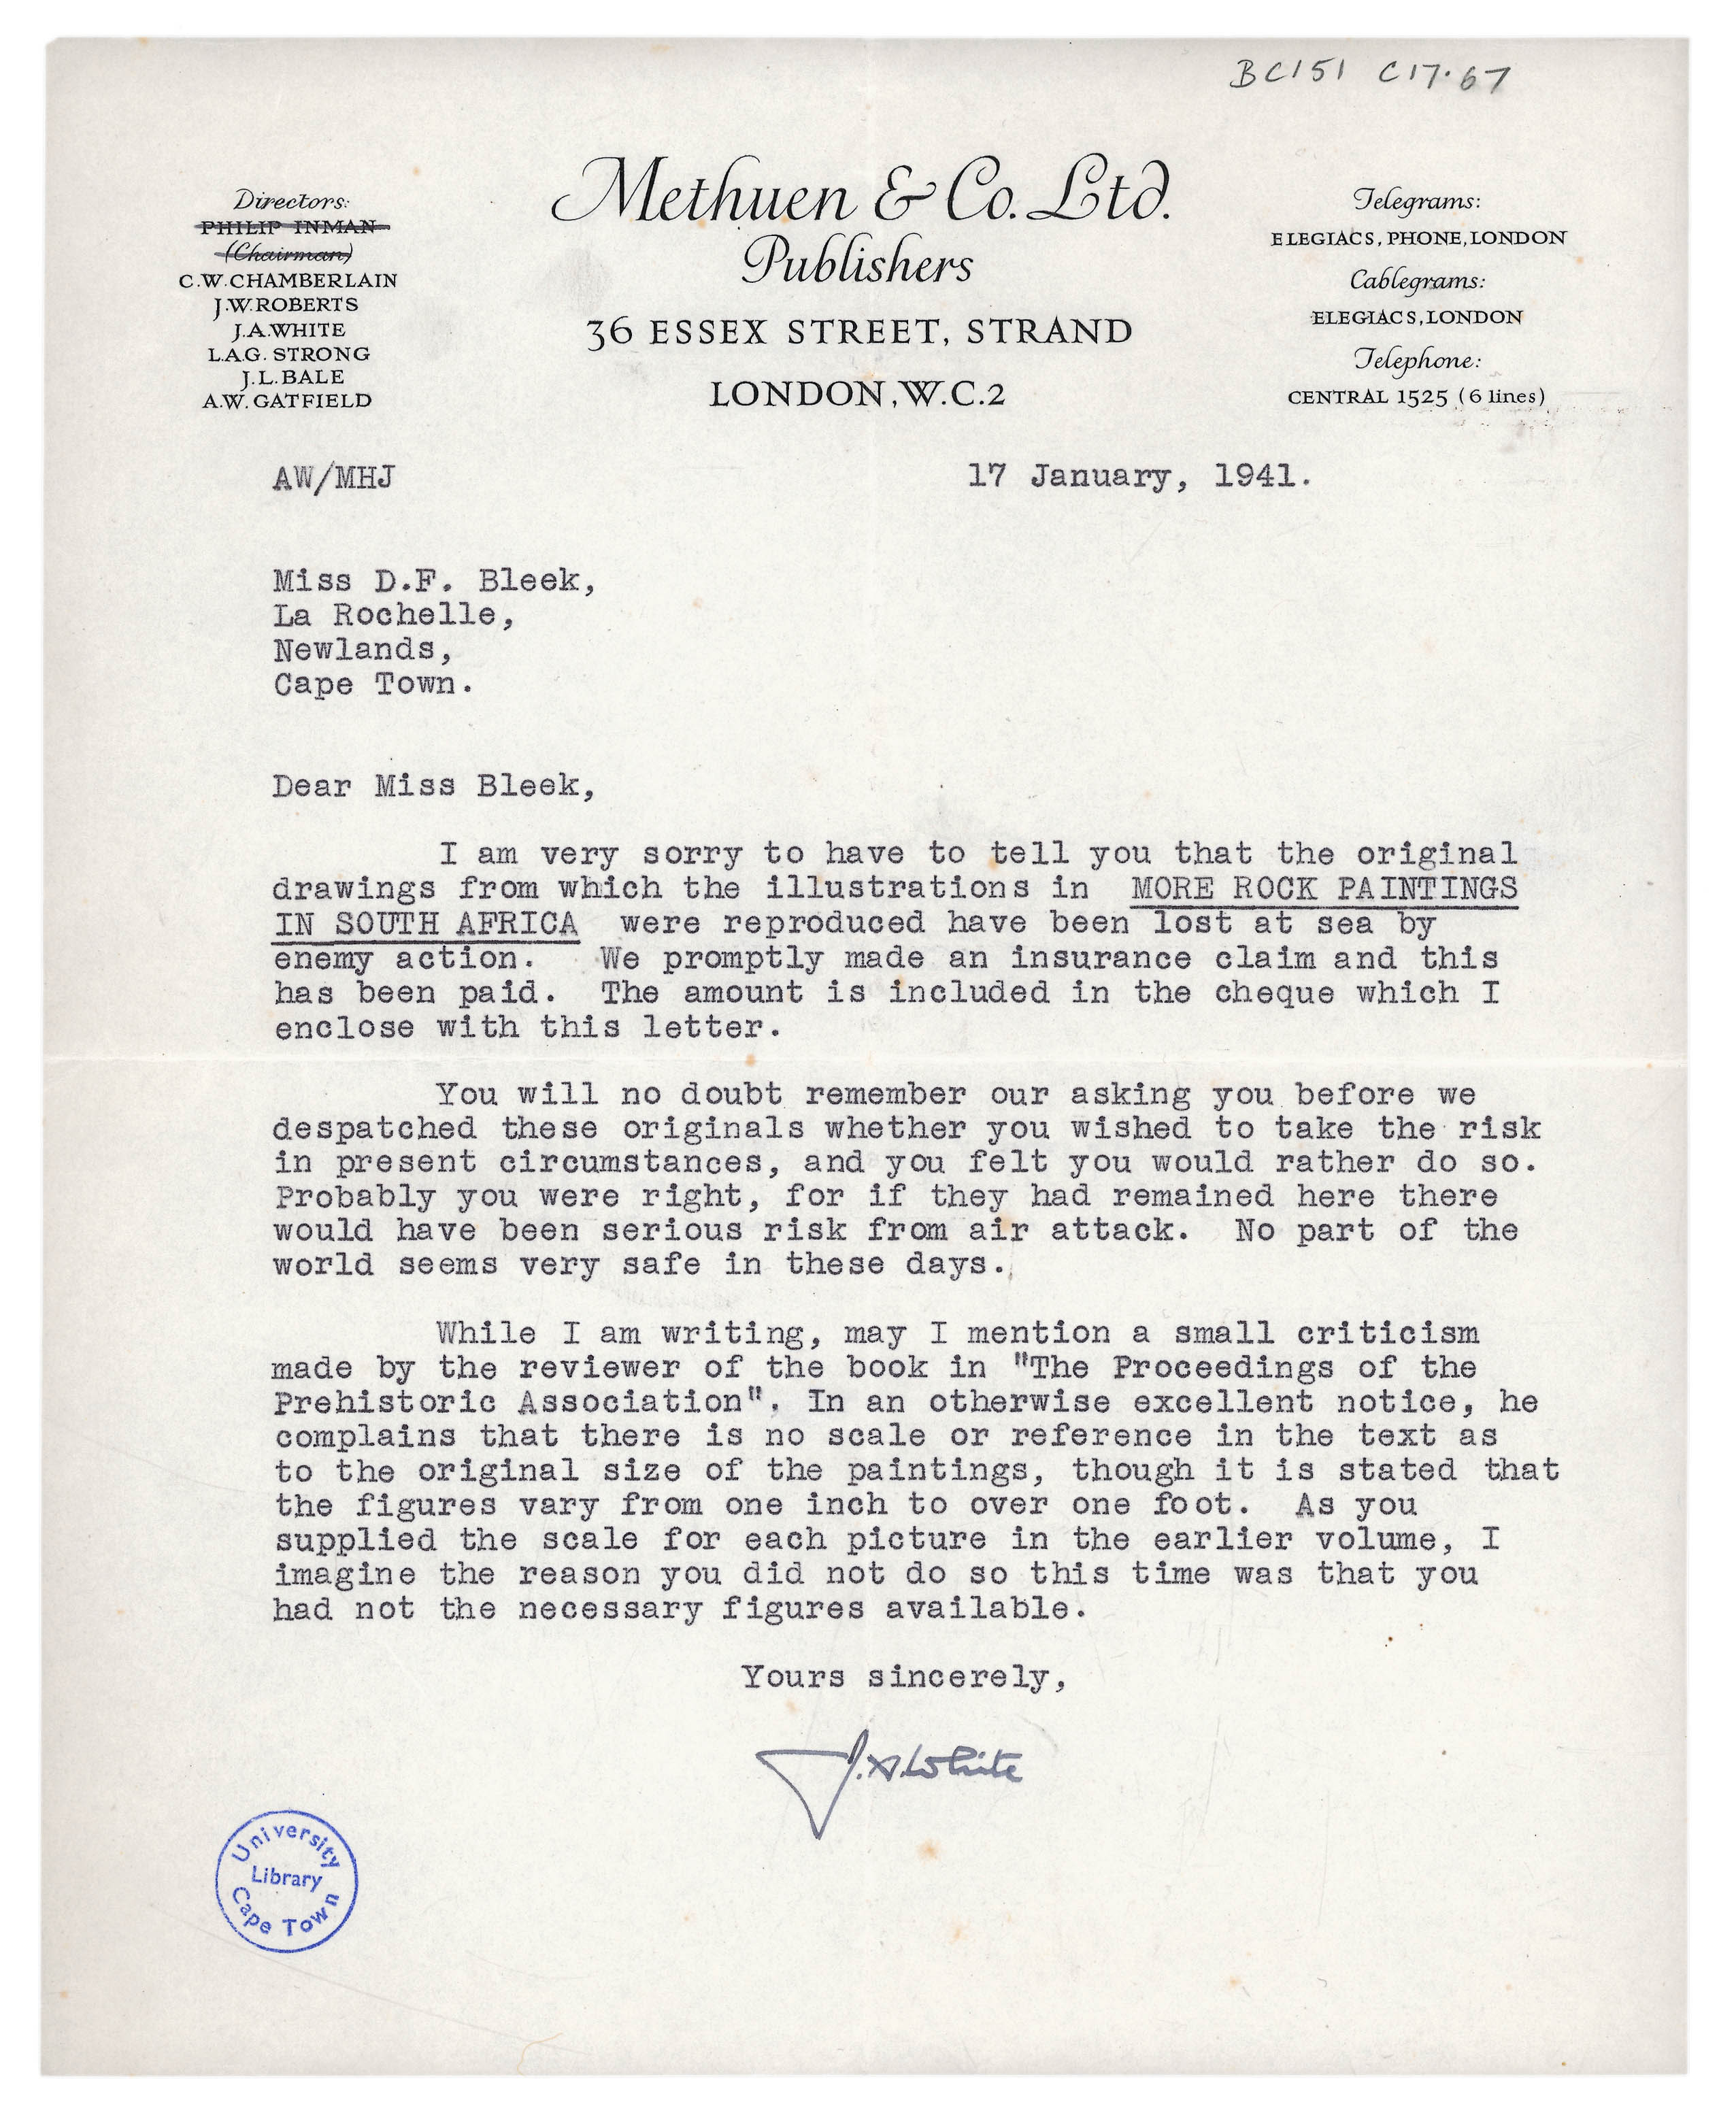 BC151 C17.67
Directors:
PHILIP INMAN
(Chairman)
C.W.CHAMBERLAIN
J.W.ROBERTS
J.A.WHITE
L.A.G. STRONG
J.L.BALE
A.W.GATFIELD
Methuen & Co. Ltd.
Publishers
36 ESSEX STREET, STRAND
LONDON, W.C.2
Telegrams:
ELEGIACS, PHONE, LONDON
Cablegrams:
ELEGIACS, LONDON
Telephone:
CENTRAL 1525 (6 lines)
AW/MHJ
17 January, 1941.
Miss D.F. Bleek,
La Rochelle,
Newlands,
Cape Town.
Dear Miss Bleek,
I am very sorry to have to tell you that the original
drawings from which the illustrations in MORE ROCK PAINTINGS
IN SOUTH AFRICA were reproduced have been lost at sea by
enemy action. We promptly made an insurance claim and this
has been paid. The amount is included in the cheque which I
enclose with this letter.
You will no doubt remember our asking you before we
despatched these originals whether you wished to take the risk
in present circumstances, and you felt you would rather do so.
Probably you were right, for if they had remained here there
would have been serious risk from air attack. No part of the
world seems very safe in these days.
While I am writing, may I mention a small criticism
made by the reviewer of the book in "The Proceedings of the
Prehistoric Association". In an otherwise excellent notice, he
complains that there is no scale or reference in the text as
to the original size of the paintings, though it is stated that
the figures vary from one inch to over one foot. As you
supplied the scale for each picture in the earlier volume, I
imagine the reason you did not do so this time was that you
had not the necessary figures available.
Yours sincerely,
J.A.White
University
Library
Cape Town